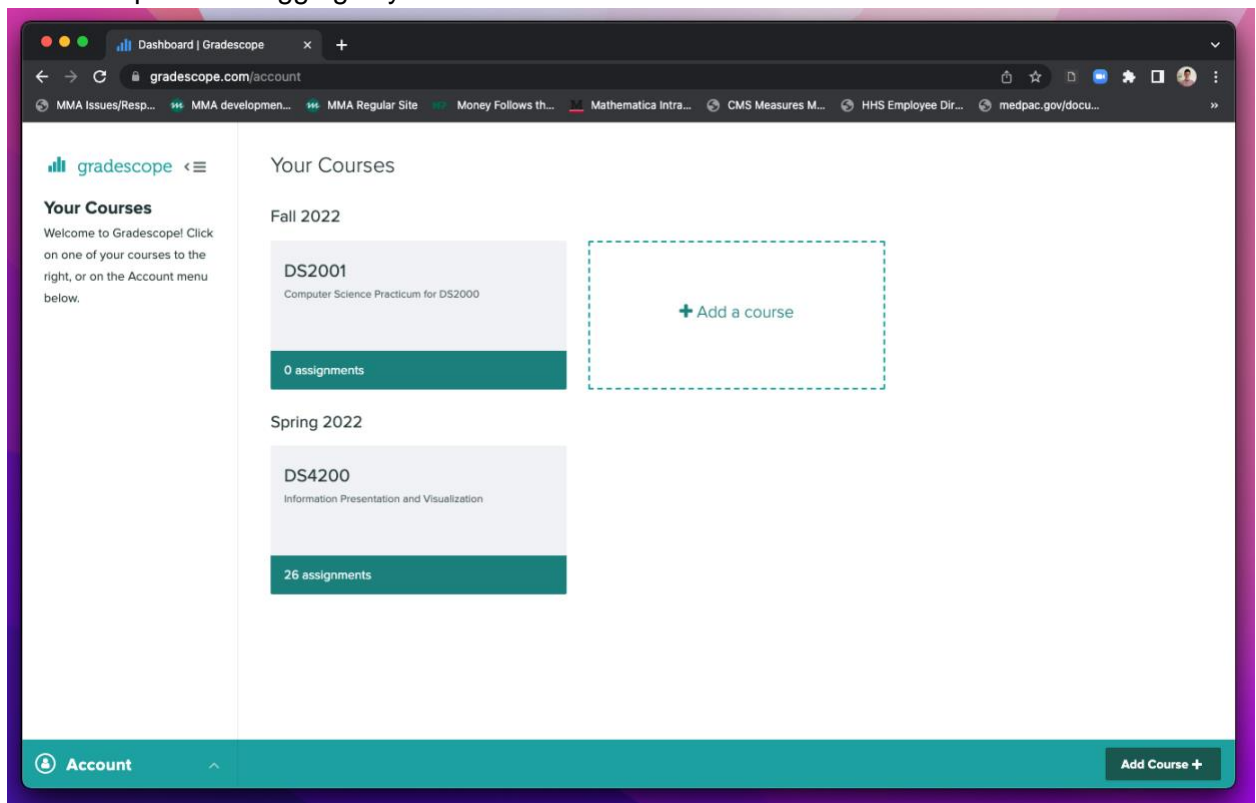 Dashboard | Gradescope
gradescope.com/account
MMA Issues/Resp... MMA developmen... MMA Regular Site Money Follows th... Mathematica Intra... CMS Measures M... HHS Employee Dir... medpac.gov/docu... »
gradescope
Your Courses
Welcome to Gradescope! Click
on one of your courses to the
right, or on the Account menu
below.
Your Courses
Fall 2022
DS2001
Computer Science Practicum for DS2000
0 assignments
+ Add a course
Spring 2022
DS4200
Information Presentation and Visualization
26 assignments
Account
Add Course +